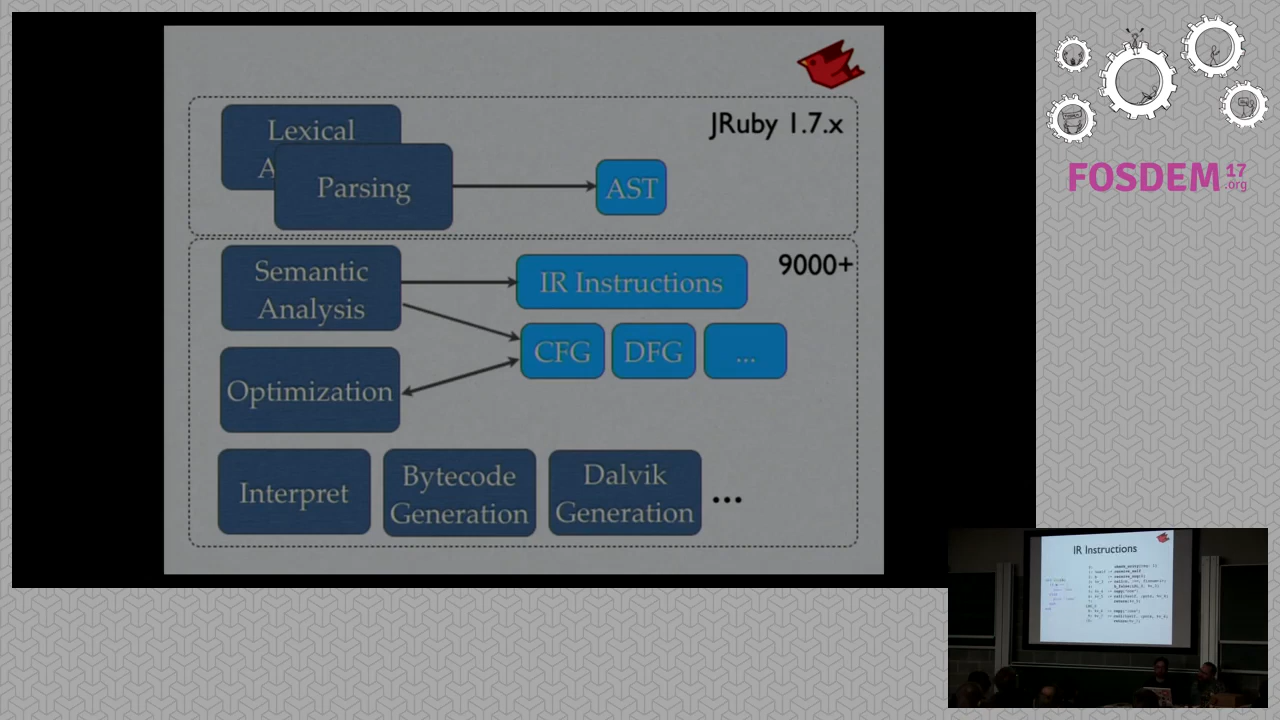 JRuby 1.7.x
Lexical
Parsing
AST
9000+
Semantic
Analysis
IR Instructions
CFG
DFG
...
Optimization
Interpret
Bytecode
Generation
Dalvik
Generation
...
FOSDEM
17
.org
IR Instructions